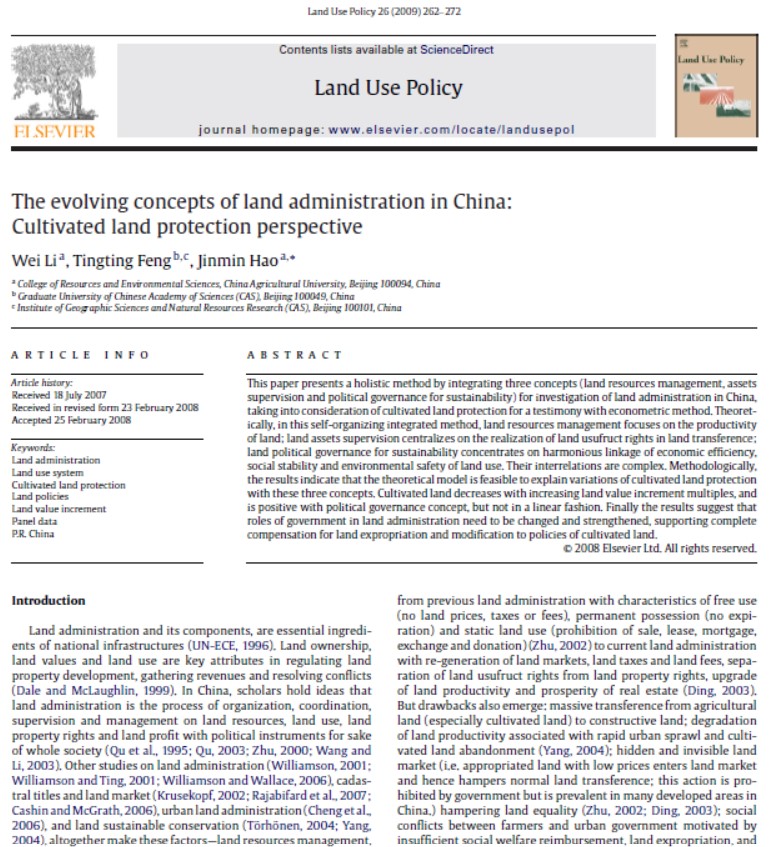 Land Use Policy 26 (2009) 262–272
Contents lists available at ScienceDirect
Land Use Policy
journal homepage: www.elsevier.com/locate/landusepol
ELSEVIER
Land Use Policy
The evolving concepts of land administration in China:
Cultivated land protection perspective
Wei Li a, Tingting Feng b,c, Jinmin Hao a,*
a College of Resources and Environmental Sciences, China Agricultural University, Beijing 100094, China
b Graduate University of Chinese Academy of Sciences (CAS), Beijing 100049, China
c Institute of Geographic Sciences and Natural Resources Research (CAS), Beijing 100101, China
ARTICLE INFO
Article history:
Received 18 July 2007
Received in revised form 23 February 2008
Accepted 25 February 2008
Keywords:
Land administration
Land use system
Cultivated land protection
Land policies
Land value increment
Panel data
P.R. China
ABSTRACT
This paper presents a holistic method by integrating three concepts (land resources management, assets
supervision and political governance for sustainability) for investigation of land administration in China,
taking into consideration of cultivated land protection for a testimony with econometric method. Theoret-
ically, in this self-organizing integrated method, land resources management focuses on the productivity
of land; land assets supervision centralizes on the realization of land usufruct rights in land transference;
land political governance for sustainability concentrates on harmonious linkage of economic efficiency,
social stability and environmental safety of land use. Their interrelations are complex. Methodologically,
the results indicate that the theoretical model is feasible to explain variations of cultivated land protection
with these three concepts. Cultivated land decreases with increasing land value increment multiples, and
is positive with political governance concept, but not in a linear fashion. Finally the results suggest that
roles of government in land administration need to be changed and strengthened, supporting complete
compensation for land expropriation and modification to policies of cultivated land.
© 2008 Elsevier Ltd. All rights reserved.
Introduction
Land administration and its components, are essential ingredi-
ents of national infrastructures (UN-ECE, 1996). Land ownership,
land values and land use are key attributes in regulating land
property development, gathering revenues and resolving conflicts
(Dale and McLaughlin, 1999). In China, scholars hold ideas that
land administration is the process of organization, coordination,
supervision and management on land resources, land use, land
property rights and land profit with political instruments for sake
of whole society (Qu et al., 1995; Qu, 2003; Zhu, 2000; Wang and
Li, 2003). Other studies on land administration (Williamson, 2001;
Williamson and Ting, 2001; Williamson and Wallace, 2006), cadas-
tral titles and land market (Krusekopf, 2002; Rajabifard et al., 2007;
Cashin and McGrath, 2006), urban land administration (Cheng et al.,
2006), and land sustainable conservation (Törhönen, 2004; Yang,
2004), altogether make these factors—land resources management,
from previous land administration with characteristics of free use
(no land prices, taxes or fees), permanent possession (no expi-
ration) and static land use (prohibition of sale, lease, mortgage,
exchange and donation) (Zhu, 2002) to current land administration
with re-generation of land markets, land taxes and land fees, sepa-
ration of land usufruct rights from land property rights, upgrade
of land productivity and prosperity of real estate (Ding, 2003).
But drawbacks also emerge; massive transference from agricultural
land (especially cultivated land) to constructive land; degradation
of land productivity associated with rapid urban sprawl and culti-
vated land abandonment (Yang, 2004); hidden and invisible land
market (i.e, appropriated land with low prices enters land market
and hence hampers normal land transference; this action is pro-
hibited by government but is prevalent in many developed areas in
China,) hampering land equality (Zhu, 2002; Ding, 2003); social
conflicts between farmers and urban government motivated by
insufficient social welfare reimbursement, land expropriation, and